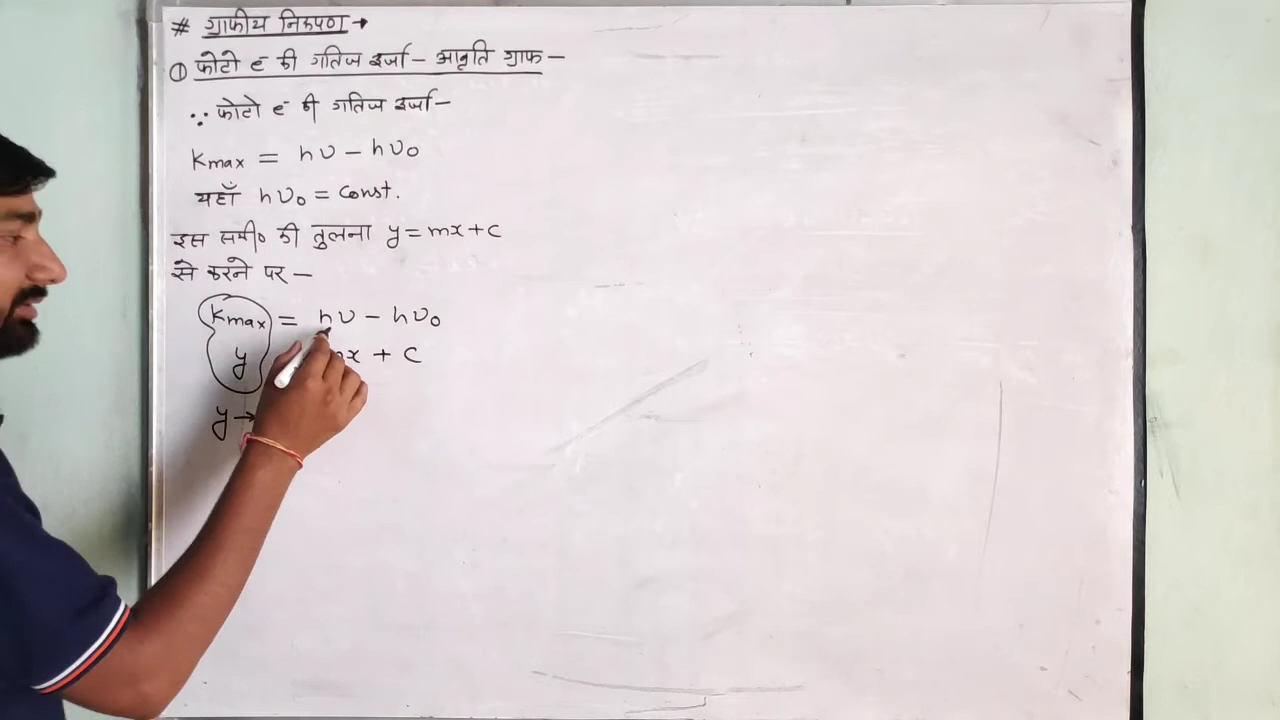 # ग्राफीय निरुपण →
① फोटो e⁻ की गतिज ऊर्जा - आवृति ग्राफ -
∵ फोटो e⁻ की गतिज ऊर्जा -
Kmax = hυ - hυ₀
यहाँ hυ₀ = const.
इस समी० की तुलना y = mx + c
से करने पर -
Kmax = hυ - hυ₀
y mx + c
y →